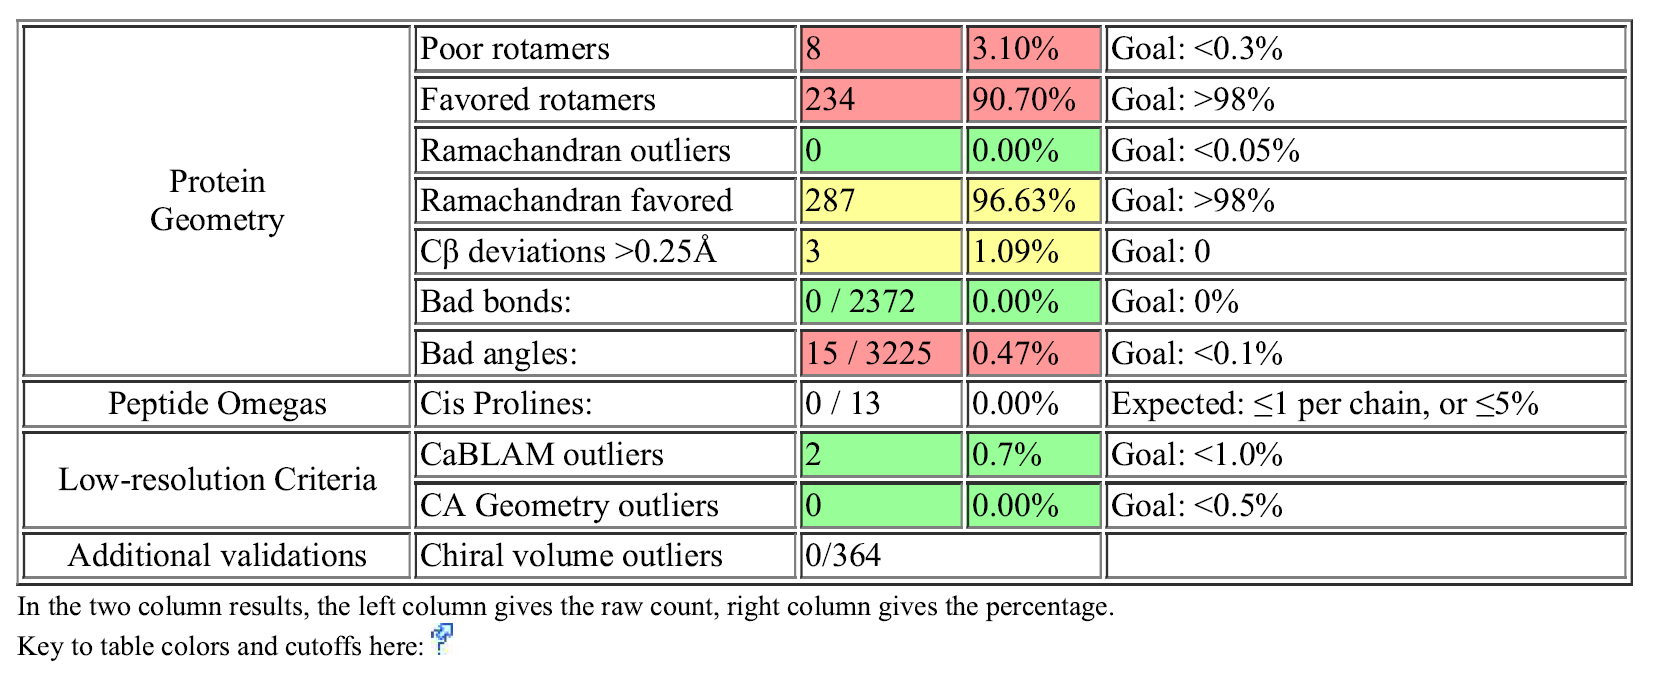 Protein
Geometry
Poor rotamers 8 3.10% Goal: <0.3%
Favored rotamers 234 90.70% Goal: >98%
Ramachandran outliers 0 0.00% Goal: <0.05%
Ramachandran favored 287 96.63% Goal: >98%
Cβ deviations >0.25Å 3 1.09% Goal: 0
Bad bonds: 0 / 2372 0.00% Goal: 0%
Bad angles: 15 / 3225 0.47% Goal: <0.1%
Peptide Omegas Cis Prolines: 0 / 13 0.00% Expected: ≤1 per chain, or ≤5%
Low-resolution Criteria
CaBLAM outliers 2 0.7% Goal: <1.0%
CA Geometry outliers 0 0.00% Goal: <0.5%
Additional validations Chiral volume outliers 0/364
In the two column results, the left column gives the raw count, right column gives the percentage.
Key to table colors and cutoffs here: ?